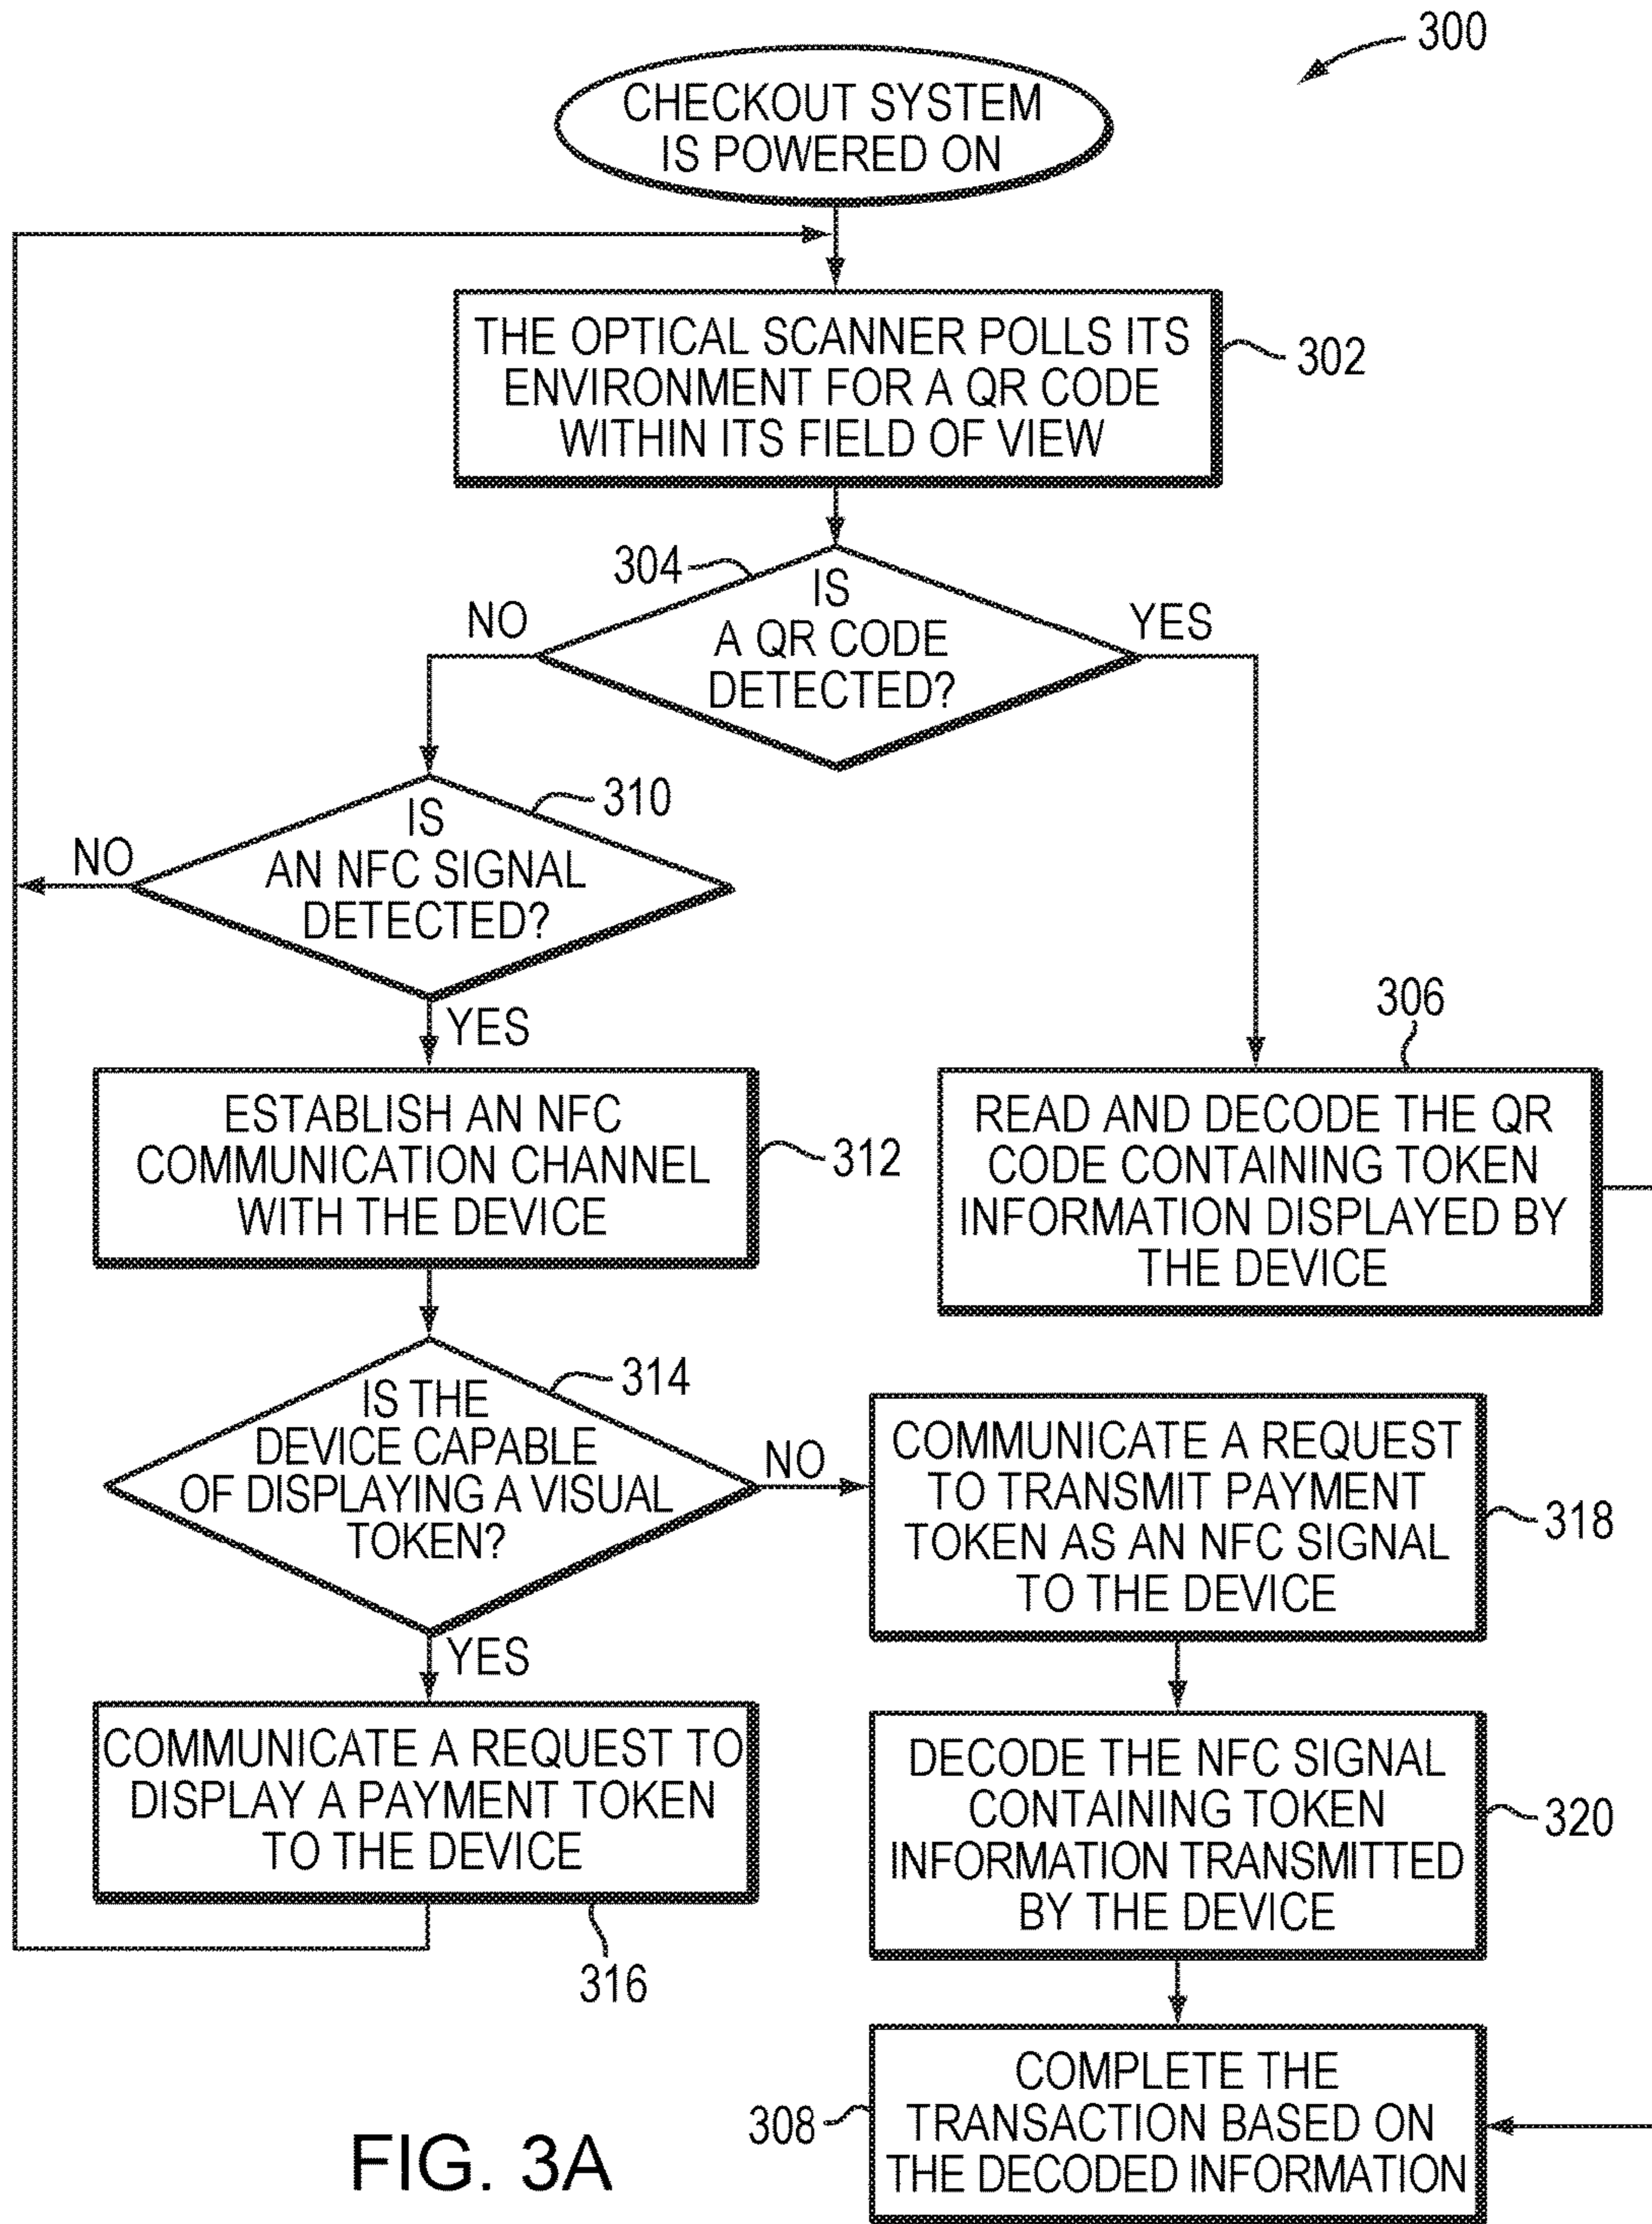 300
CHECKOUT SYSTEM
IS POWERED ON
THE OPTICAL SCANNER POLLS ITS
ENVIRONMENT FOR A QR CODE
WITHIN ITS FIELD OF VIEW
302
304
IS
A QR CODE
DETECTED?
NO
YES
310
IS
AN NFC SIGNAL
DETECTED?
NO
YES
306
ESTABLISH AN NFC
COMMUNICATION CHANNEL
WITH THE DEVICE
312
READ AND DECODE THE QR
CODE CONTAINING TOKEN
INFORMATION DISPLAYED BY
THE DEVICE
314
IS THE
DEVICE CAPABLE
OF DISPLAYING A VISUAL
TOKEN?
NO
YES
COMMUNICATE A REQUEST
TO TRANSMIT PAYMENT
TOKEN AS AN NFC SIGNAL
TO THE DEVICE
318
COMMUNICATE A REQUEST TO
DISPLAY A PAYMENT TOKEN
TO THE DEVICE
316
DECODE THE NFC SIGNAL
CONTAINING TOKEN
INFORMATION TRANSMITTED
BY THE DEVICE
320
308
COMPLETE THE
TRANSACTION BASED ON
THE DECODED INFORMATION
FIG. 3A